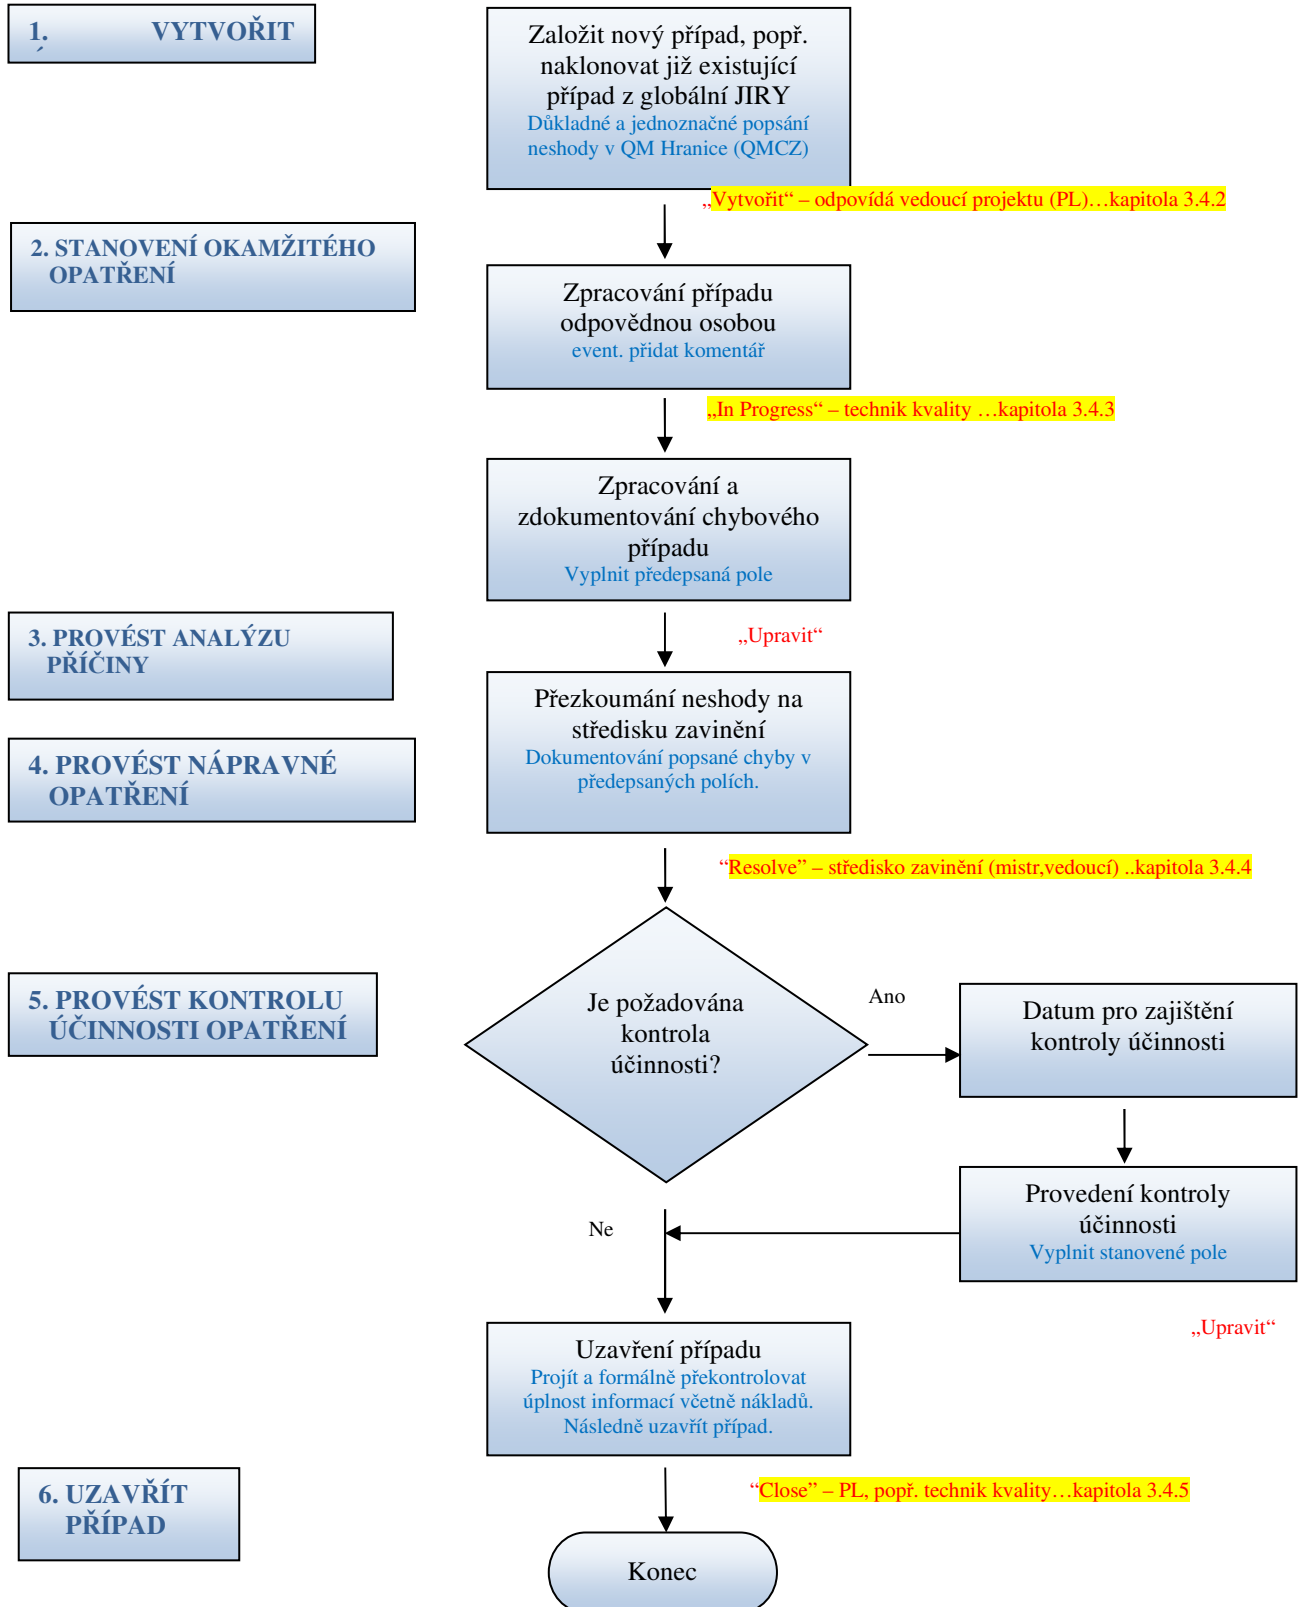 1. VYTVOŘIT
Založit nový případ, popř.
naklonovat již existující
případ z globální JIRY
Důkladné a jednoznačné popsání
neshody v QM Hranice (QMCZ)
„Vytvořit“ – odpovídá vedoucí projektu (PL)…kapitola 3.4.2
2. STANOVENÍ OKAMŽITÉHO
OPATŘENÍ
Zpracování případu
odpovědnou osobou
event. přidat komentář
„In Progress“ – technik kvality …kapitola 3.4.3
Zpracování a
zdokumentování chybového
případu
Vyplnit předepsaná pole
„Upravit“
3. PROVÉST ANALÝZU
PŘÍČINY
Přezkoumání neshody na
středisku zavinění
Dokumentování popsané chyby v
předepsaných polích.
4. PROVÉST NÁPRAVNÉ
OPATŘENÍ
“Resolve” – středisko zavinění (mistr,vedoucí) ..kapitola 3.4.4
5. PROVÉST KONTROLU
ÚČINNOSTI OPATŘENÍ
Je požadována
kontrola
účinnosti?
Ano
Datum pro zajištění
kontroly účinnosti
Provedení kontroly
účinnosti
Vyplnit stanovené pole
Ne
„Upravit“
Uzavření případu
Projít a formálně překontrolovat
úplnost informací včetně nákladů.
Následně uzavřít případ.
6. UZAVŘÍT
PŘÍPAD
“Close” – PL, popř. technik kvality…kapitola 3.4.5
Konec